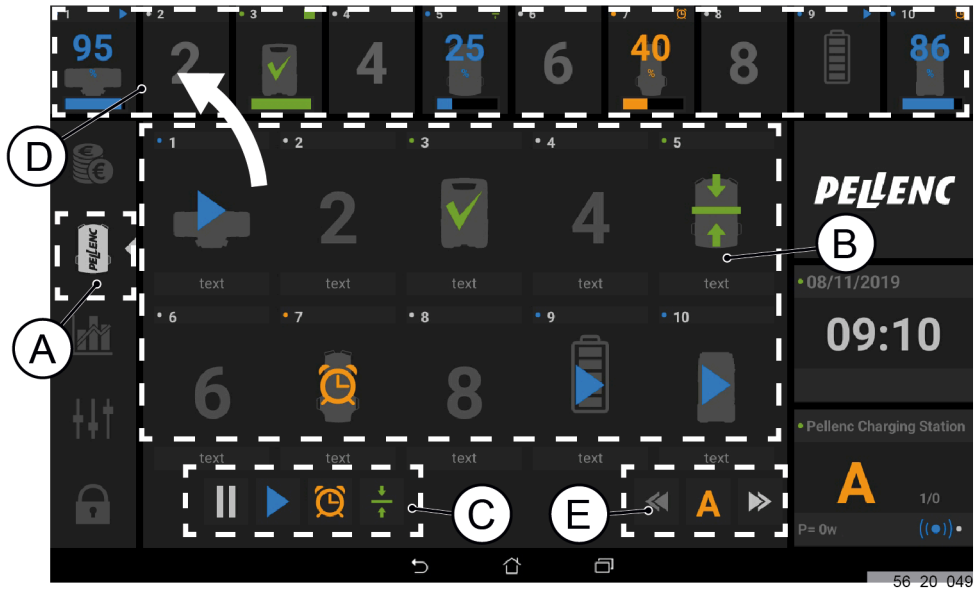 1 2 3 4 5 6 7 8 9 10
95 % 2 4 25 % 6 40 % 8 86 %
D
1 2 3 4 5
2 4
PELLENC
B
text text text text text
PELLENC
A
08/11/2019
09:10
6 7 8 9 10
6 8
text text text text text
Pellenc Charging Station
A
1/0
P= 0w
C
E
A
56 20 049